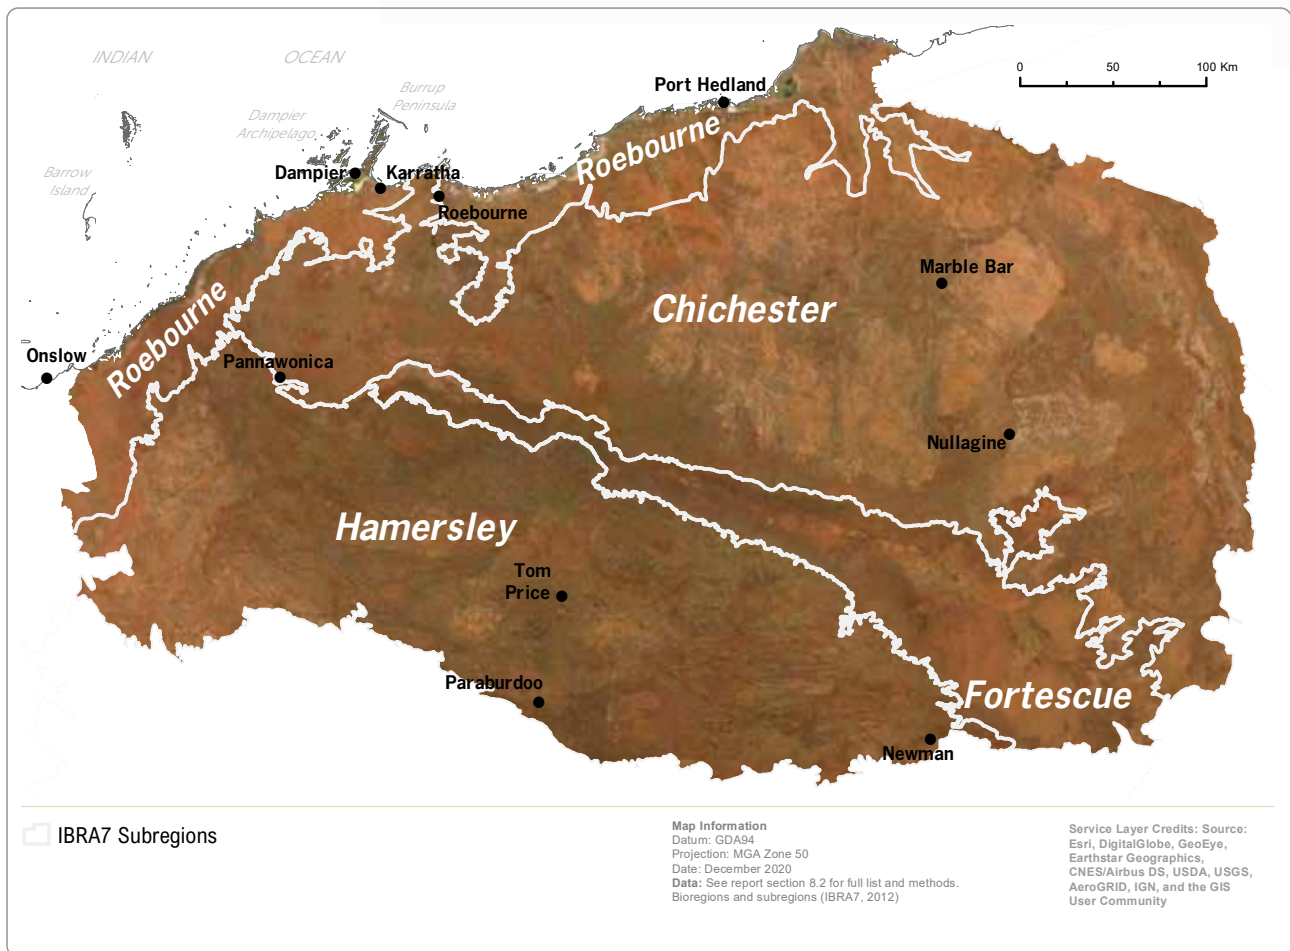 INDIAN
OCEAN
Burrup
Peninsula
Dampier
Archipelago
Barrow
Island
0
50
100 Km
Port Hedland
Roebourne
Dampier
Karratha
Roebourne
Marble Bar
Chichester
Roebourne
Onslow
Pannawonica
Nullagine
Hamersley
Tom
Price
Paraburdoo
Fortescue
Newman
IBRA7 Subregions
Map Information
Datum: GDA94
Projection: MGA Zone 50
Date: December 2020
Data: See report section 8.2 for full list and methods.
Bioregions and subregions (IBRA7, 2012)
Service Layer Credits: Source:
Esri, DigitalGlobe, GeoEye,
Earthstar Geographics,
CNES/Airbus DS, USDA, USGS,
AeroGRID, IGN, and the GIS
User Community